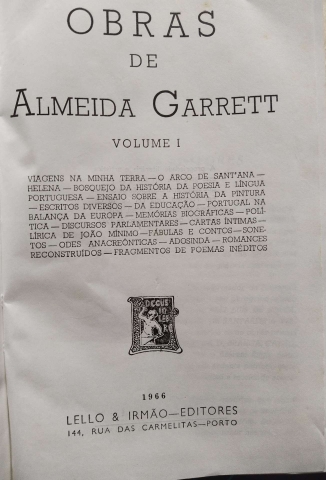 OBRAS
DE
ALMEIDA GARRETT
VOLUME I
VIAGENS NA MINHA TERRA — O ARCO DE SANT'ANA —
HELENA — BOSQUEJO DA HISTÓRIA DA POESIA E LÍNGUA
PORTUGUESA — ENSAIO SOBRE A HISTÓRIA DA PINTURA
— ESCRITOS DIVERSOS — DA EDUCAÇÃO — PORTUGAL NA
BALANÇA DA EUROPA — MEMÓRIAS BIOGRÁFICAS — POLÍ-
TICA — DISCURSOS PARLAMENTARES — CARTAS ÍNTIMAS —
LÍRICA DE JOÃO MÍNIMO — FÁBULAS E CONTOS — SONE-
TOS — ODES ANACREÔNTICAS — ADOSINDA — ROMANCES
RECONSTRUÍDOS — FRAGMENTOS DE POEMAS INÉDITOS
DECUS
IN
1966
LELLO & IRMÃO — EDITORES
144, RUA DAS CARMELITAS — PORTO